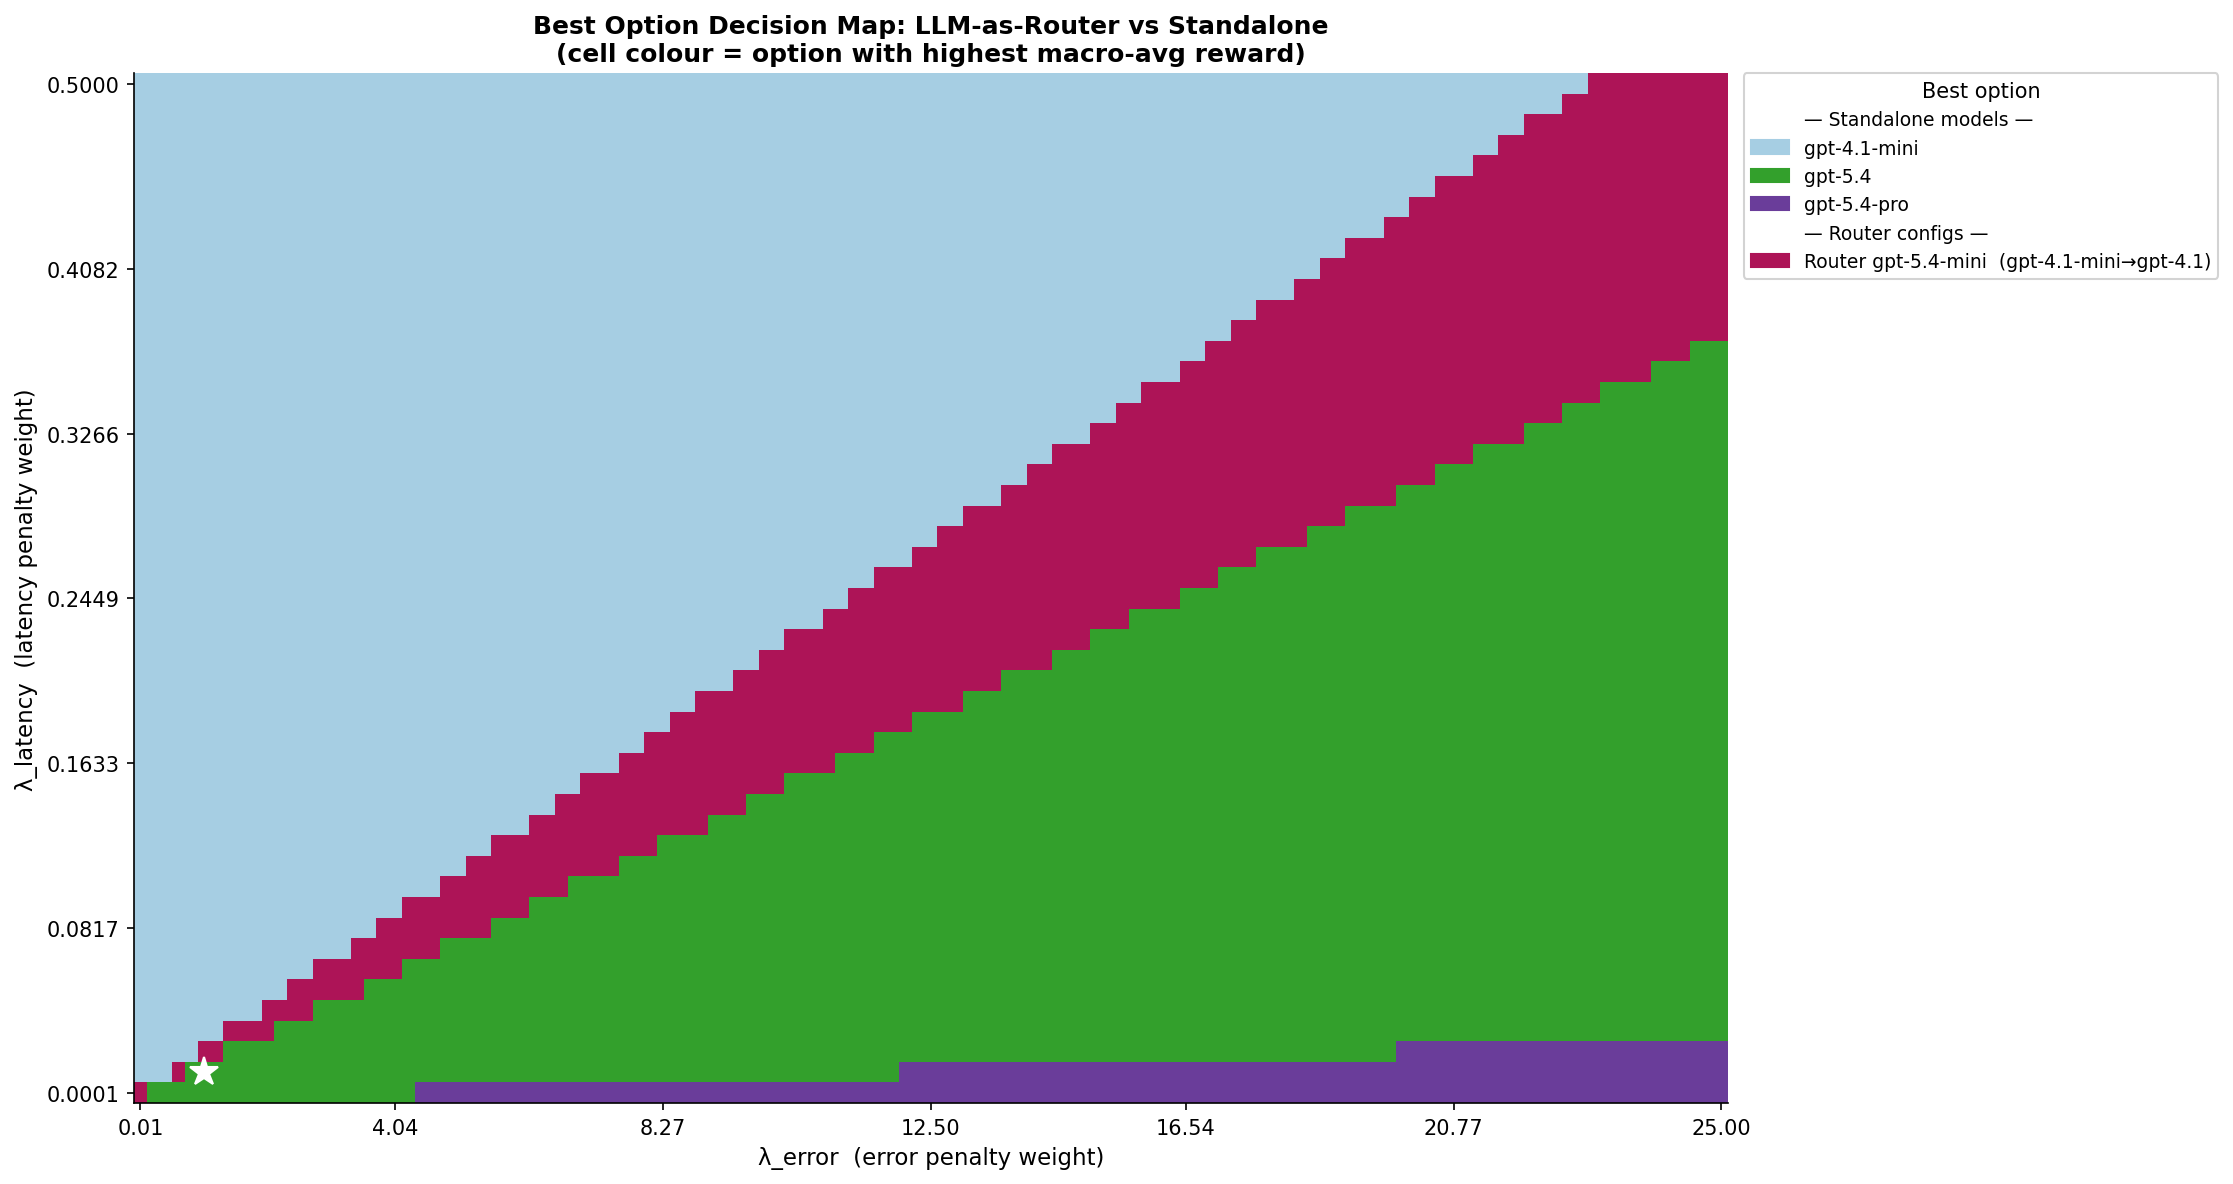 Best Option Decision Map: LLM-as-Router vs Standalone
(cell colour = option with highest macro-avg reward)
λ_latency  (latency penalty weight)
0.5000
0.4082
0.3266
0.2449
0.1633
0.0817
0.0001
0.01
4.04
8.27
12.50
16.54
20.77
25.00
λ_error  (error penalty weight)
Best option
— Standalone models —
gpt-4.1-mini
gpt-5.4
gpt-5.4-pro
— Router configs —
Router gpt-5.4-mini  (gpt-4.1-mini→gpt-4.1)